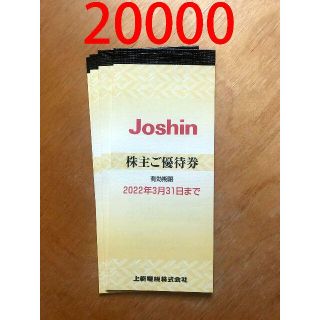 20000
Joshin
株主ご優待券
有効期限
2022年3月31日まで
上新電機株式会社